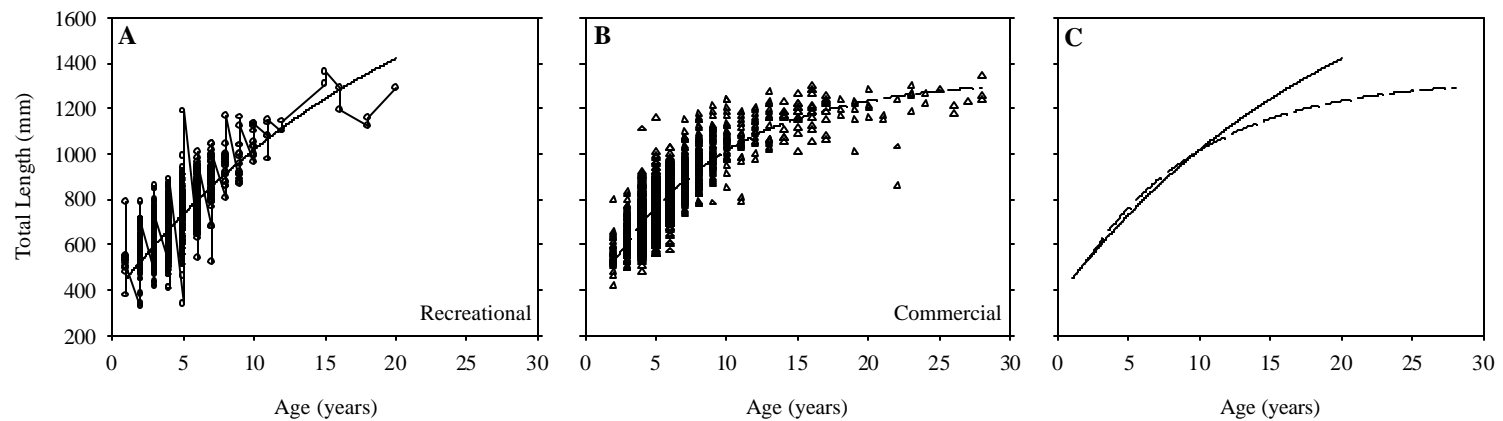 1600
1400
1200
1000
800
600
400
200
Total Length (mm)
A
Recreational
0 5 10 15 20 25 30
Age (years)
B
Commercial
0 5 10 15 20 25 30
Age (years)
C
0 5 10 15 20 25 30
Age (years)